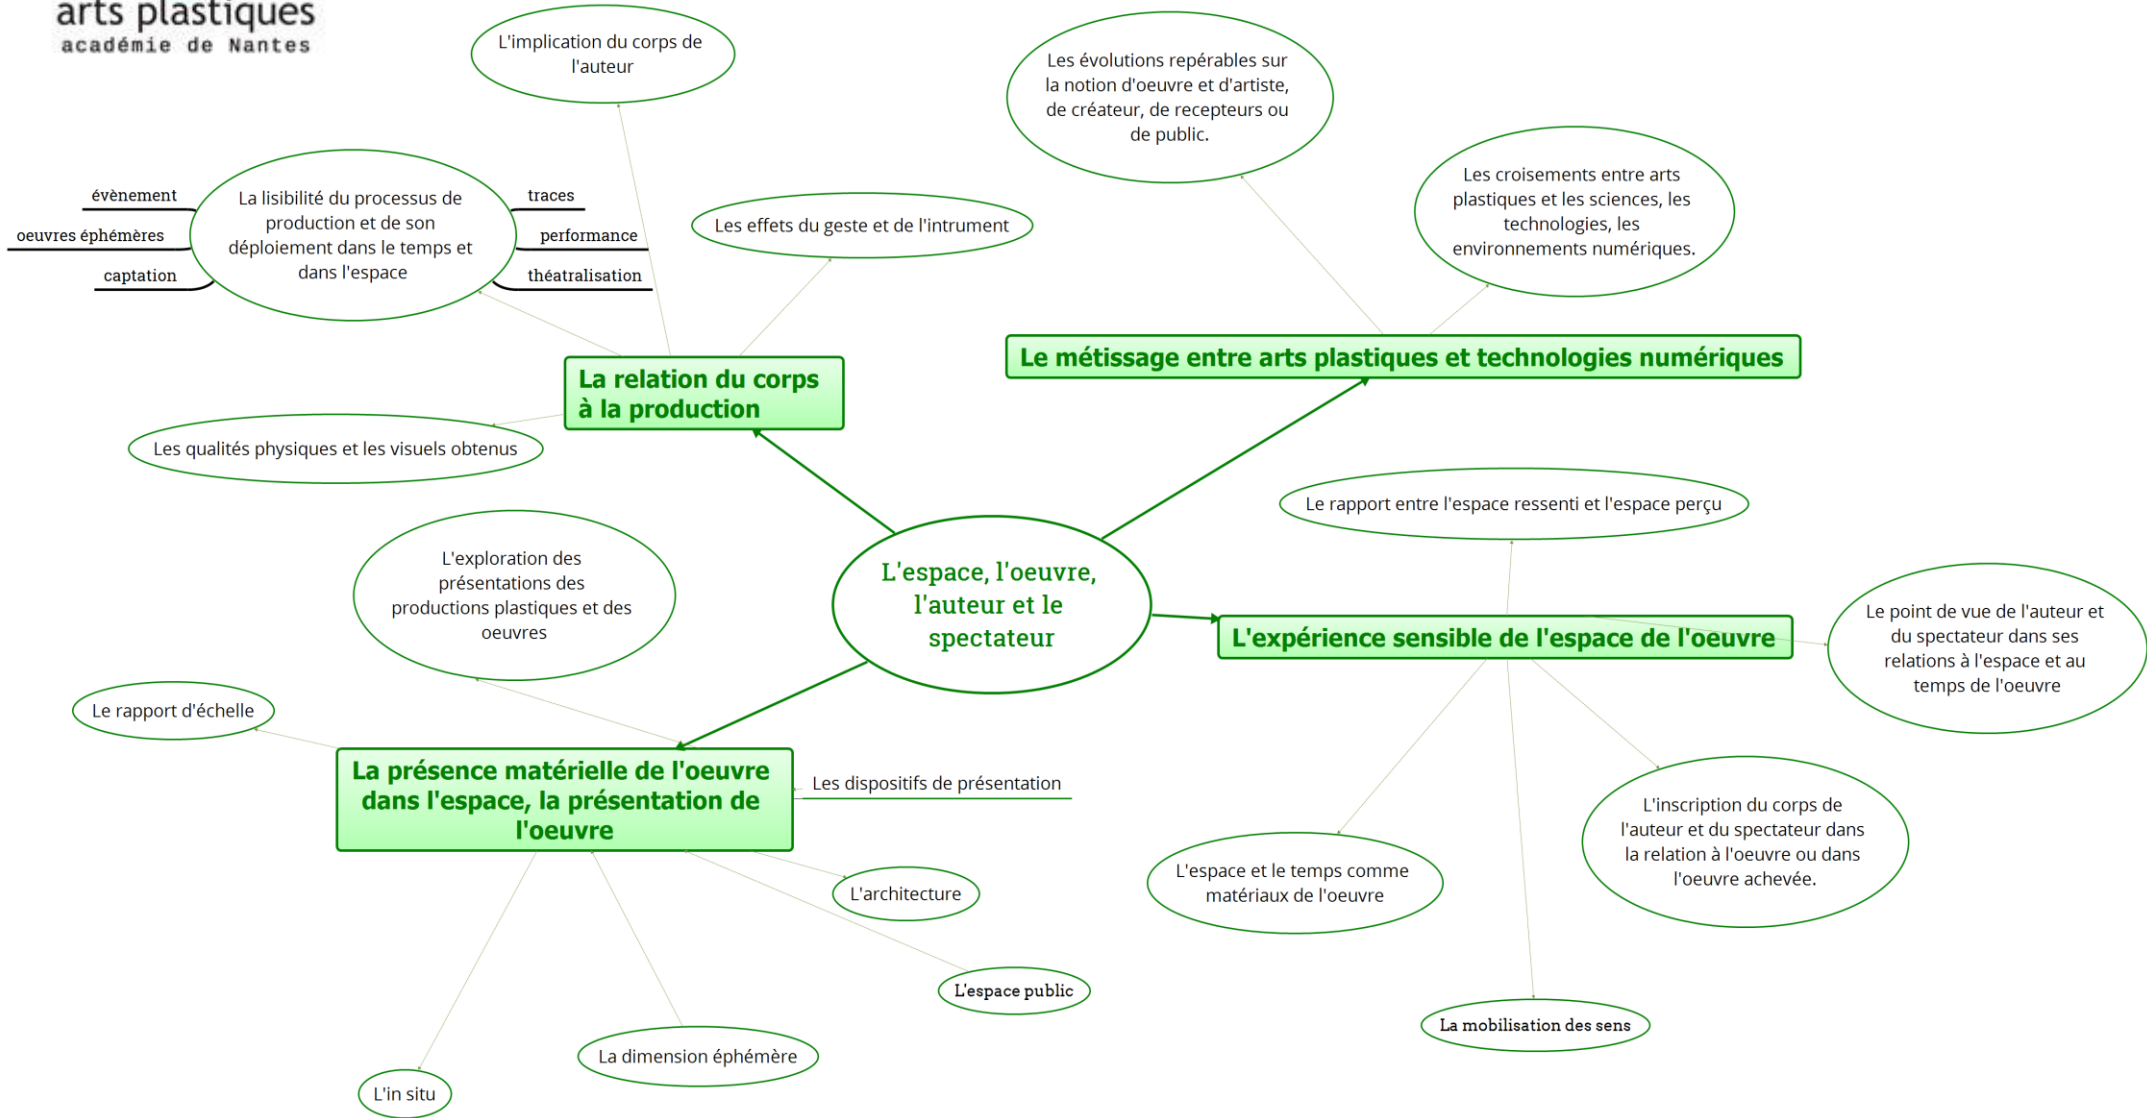 arts plastiques
académie de Nantes
L'implication du corps de
l'auteur
Les évolutions repérables sur
la notion d'oeuvre et d'artiste,
de créateur, de recepteurs ou
de public.
Les croisements entre arts
plastiques et les sciences, les
technologies, les
environnements numériques.
évènement
oeuvres éphémères
captation
La lisibilité du processus de
production et de son
déploiement dans le temps et
dans l'espace
traces
performance
théatralisation
Les effets du geste et de l'intrument
La relation du corps
à la production
Le métissage entre arts plastiques et technologies numériques
Les qualités physiques et les visuels obtenus
Le rapport entre l'espace ressenti et l'espace perçu
L'exploration des
présentations des
productions plastiques et des
oeuvres
L'espace, l'oeuvre,
l'auteur et le
spectateur
L'expérience sensible de l'espace de l'oeuvre
Le point de vue de l'auteur et
du spectateur dans ses
relations à l'espace et au
temps de l'oeuvre
Le rapport d'échelle
La présence matérielle de l'oeuvre
dans l'espace, la présentation de
l'oeuvre
Les dispositifs de présentation
L'inscription du corps de
l'auteur et du spectateur dans
la relation à l'oeuvre ou dans
l'oeuvre achevée.
L'espace et le temps comme
matériaux de l'oeuvre
L'architecture
L'espace public
La mobilisation des sens
La dimension éphémère
L'in situ